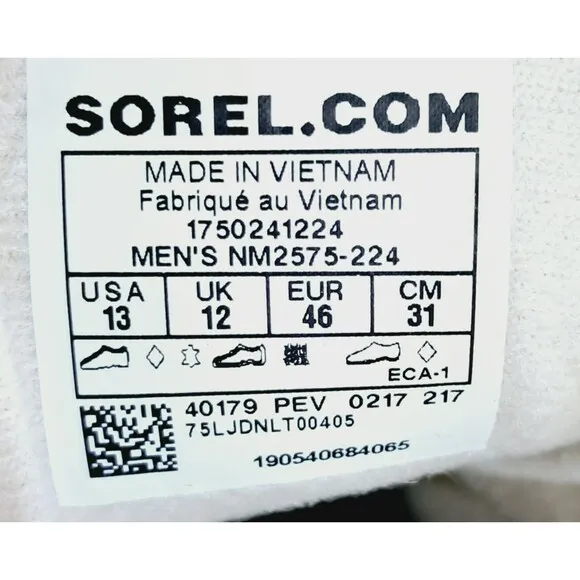 SOREL.COM
MADE IN VIETNAM
Fabriqué au Vietnam
1750241224
MEN'S NM2575-224
USA UK EUR CM
13 12 46 31
ECA-1
40179 PEV 0217 217
75LJDNLT00405
190540684065